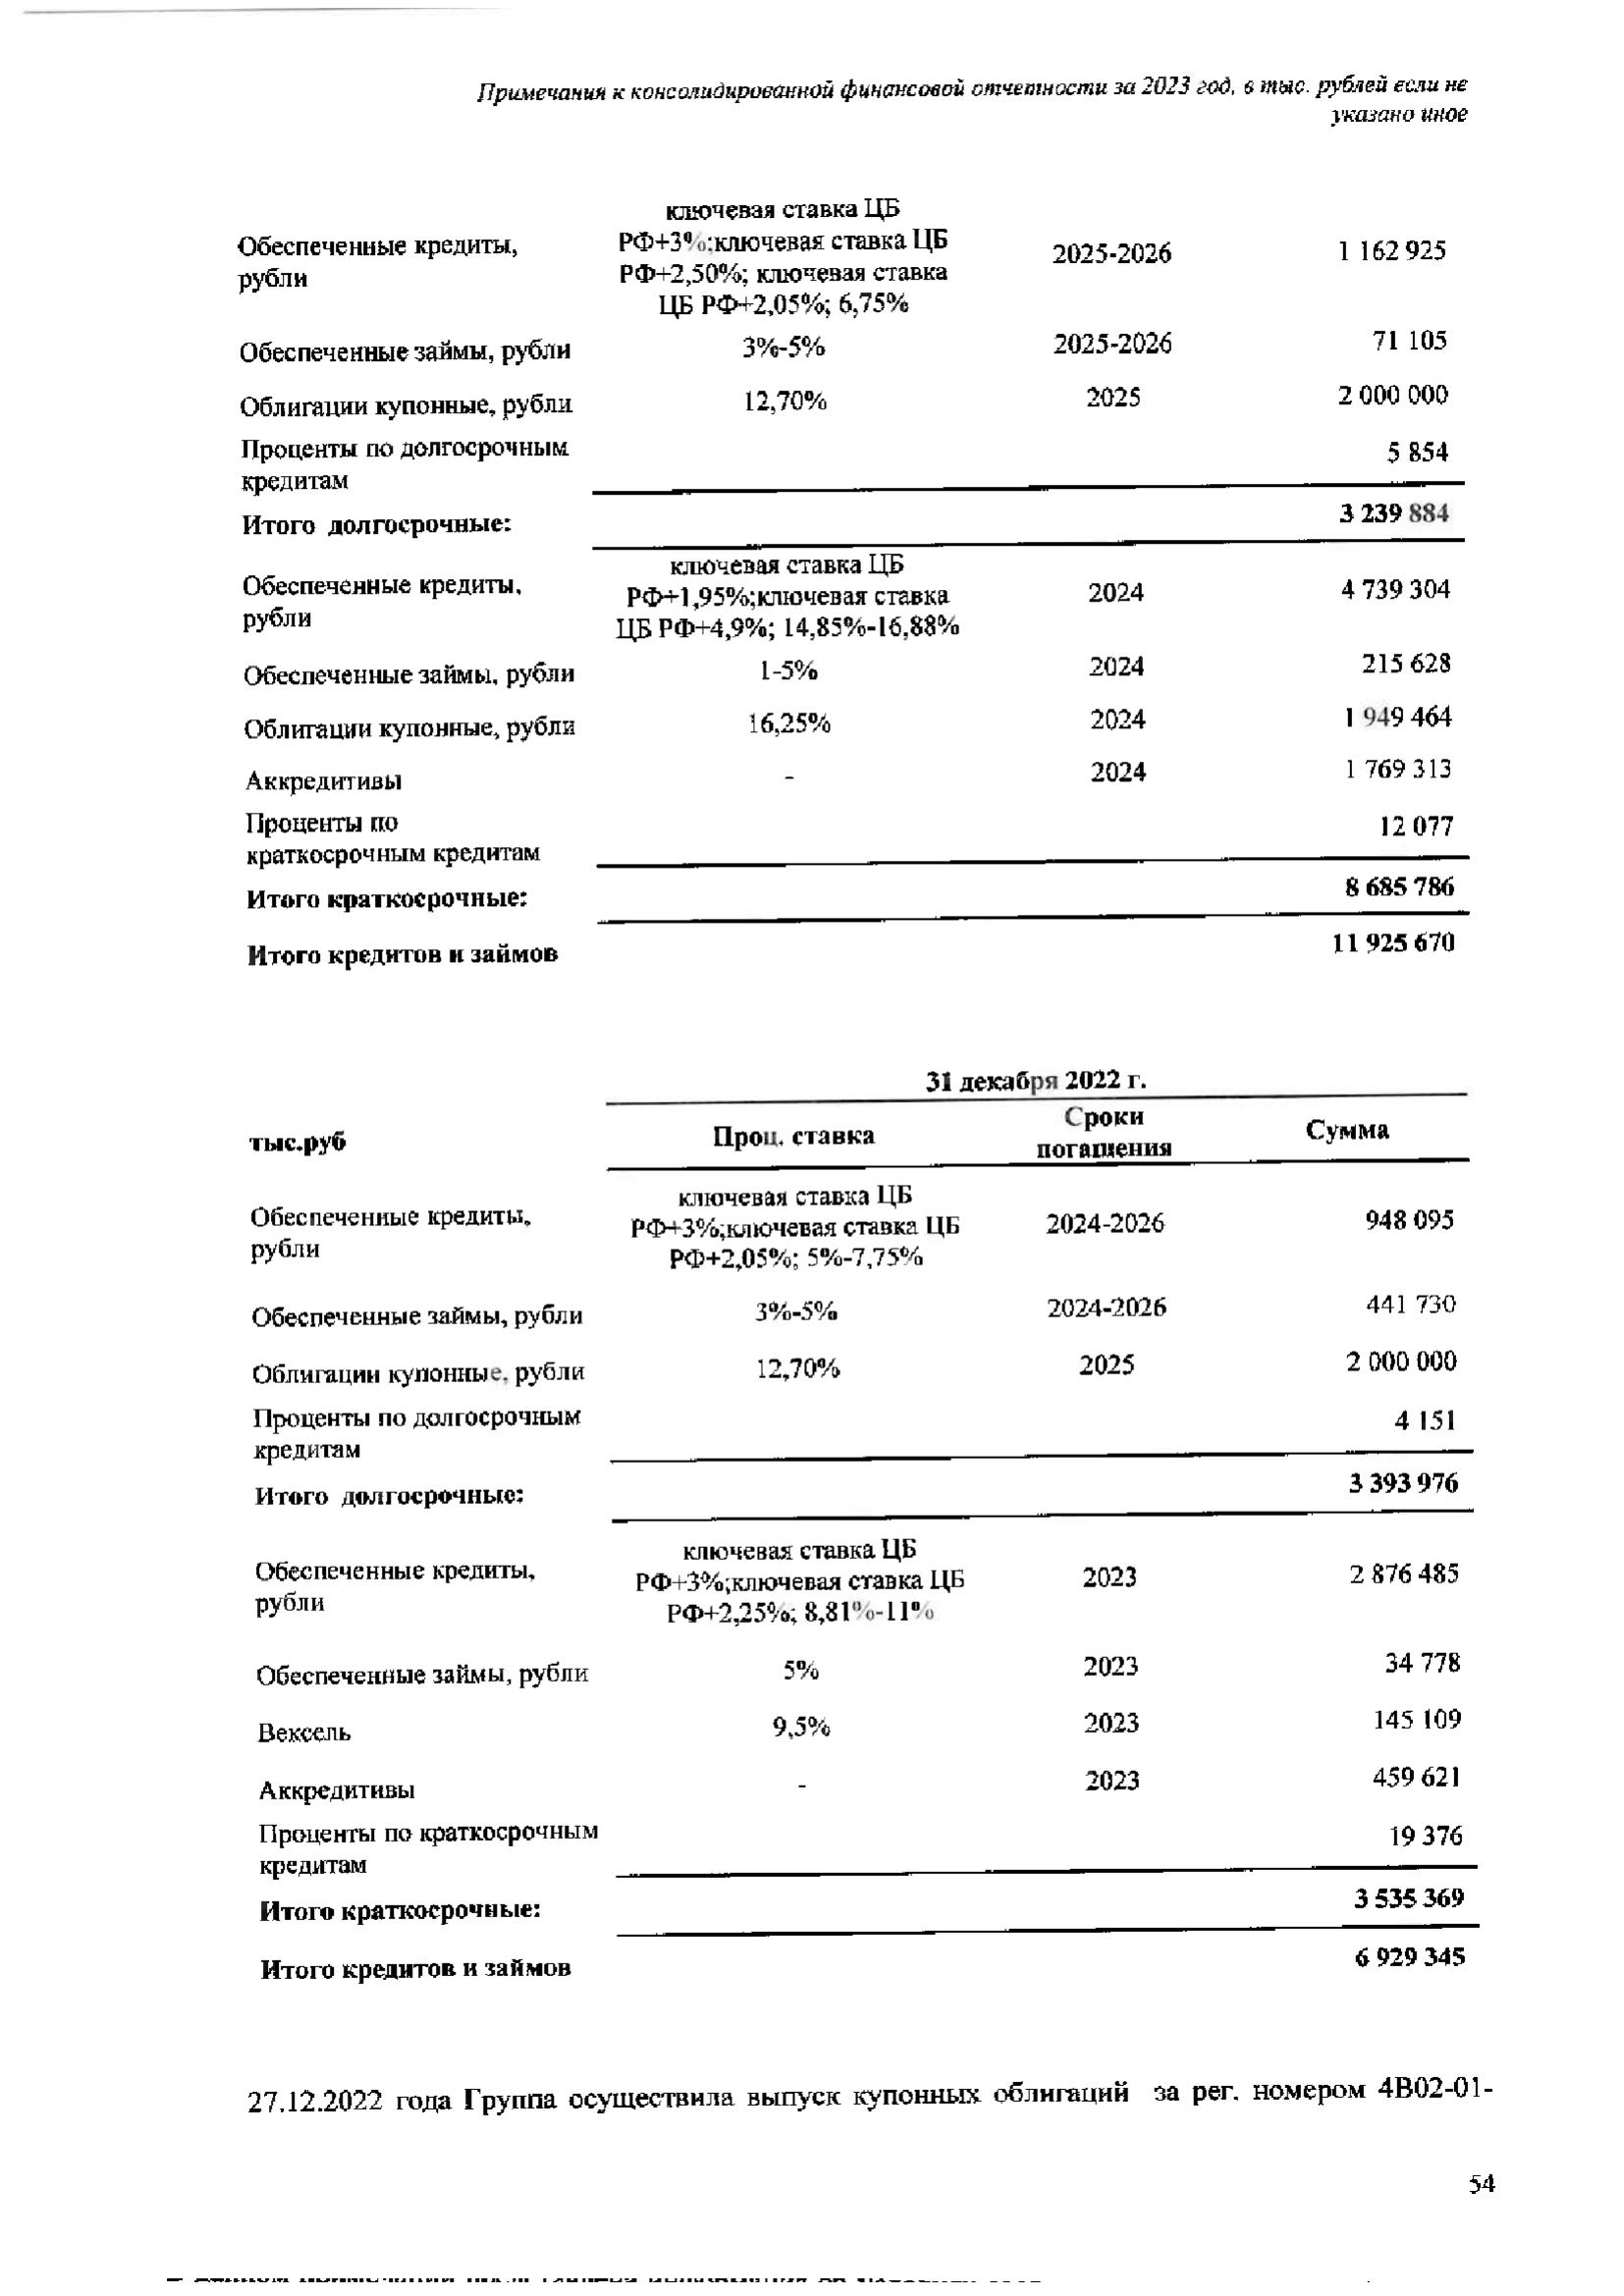 Примечания к консолидированной финансовой отчетности за 2023 год, в тыс. рублей если не
указано иное
ключевая ставка ЦБ
Обеспеченные кредиты, РФ+3%;ключевая ставка ЦБ 2025-2026 1 162 925
рубли РФ+2,50%; ключевая ставка
ЦБ РФ+2,05%; 6,75%
Обеспеченные займы, рубли 3%-5% 2025-2026 71 105
Облигации купонные, рубли 12,70% 2025 2 000 000
Проценты по долгосрочным 5 854
кредитам
Итого долгосрочные: 3 239 884
ключевая ставка ЦБ
Обеспеченные кредиты, РФ+1,95%;ключевая ставка 2024 4 739 304
рубли ЦБ РФ+4,9%; 14,85%-16,88%
Обеспеченные займы, рубли 1-5% 2024 215 628
Облигации купонные, рубли 16,25% 2024 1 949 464
Аккредитивы - 2024 1 769 313
Проценты по 12 077
краткосрочным кредитам
Итого краткосрочные: 8 685 786
Итого кредитов и займов 11 925 670
31 декабря 2022 г.
тыс.руб Проц. ставка Сроки Сумма
погашения
ключевая ставка ЦБ
Обеспеченные кредиты, РФ+3%;ключевая ставка ЦБ 2024-2026 948 095
рубли РФ+2,05%; 5%-7,75%
Обеспеченные займы, рубли 3%-5% 2024-2026 441 730
Облигации купонные, рубли 12,70% 2025 2 000 000
Проценты по долгосрочным 4 151
кредитам
Итого долгосрочные: 3 393 976
ключевая ставка ЦБ
Обеспеченные кредиты, РФ+3%;ключевая ставка ЦБ 2023 2 876 485
рубли РФ+2,25%; 8,81%-11%
Обеспеченные займы, рубли 5% 2023 34 778
Вексель 9,5% 2023 145 109
Аккредитивы - 2023 459 621
Проценты по краткосрочным 19 376
кредитам
Итого краткосрочные: 3 535 369
Итого кредитов и займов 6 929 345
27.12.2022 года Группа осуществила выпуск купонных облигаций за рег. номером 4B02-01-
54